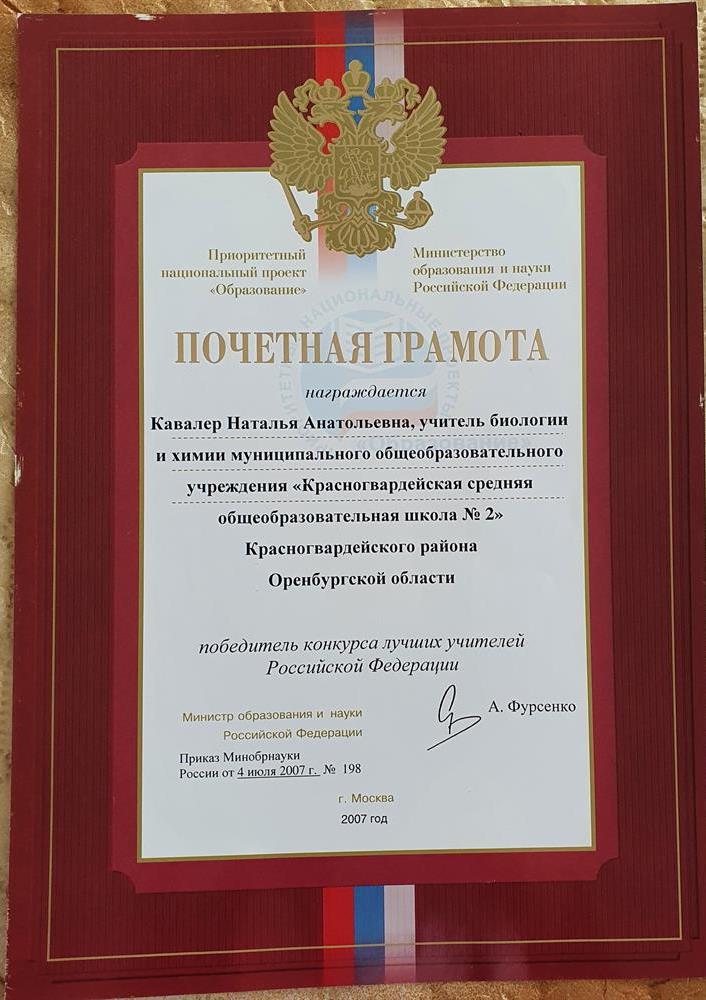 Приоритетный
национальный проект
«Образование»
Министерство
образования и науки
Российской Федерации
ПОЧЕТНАЯ ГРАМОТА
награждается
Кавалер Наталья Анатольевна, учитель биологии
и химии муниципального общеобразовательного
учреждения «Красногвардейская средняя
общеобразовательная школа № 2»
Красногвардейского района
Оренбургской области
победитель конкурса лучших учителей
Российской Федерации
Министр образования и науки
Российской Федерации
А. Фурсенко
Приказ Минобрнауки
России от 4 июля 2007 г. № 198
г. Москва
2007 год